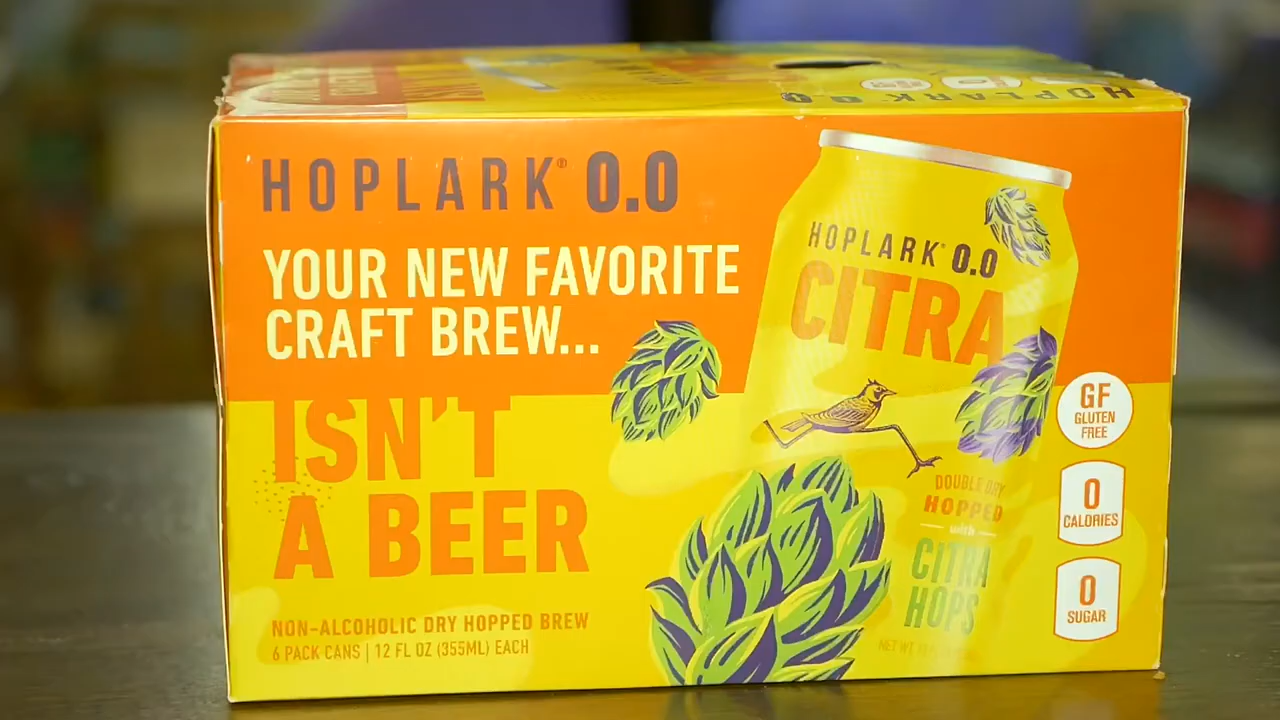 HOPLARK 0.0
HOPLARK® 0.0
YOUR NEW FAVORITE
CRAFT BREW...
ISN'T
A BEER
NON-ALCOHOLIC DRY HOPPED BREW
6 PACK CANS | 12 FL OZ (355ML) EACH
HOPLARK® 0.0
CITRA
DOUBLE DRY
HOPPED
with
CITRA
HOPS
NET WT
GF
GLUTEN
FREE
0
CALORIES
0
SUGAR